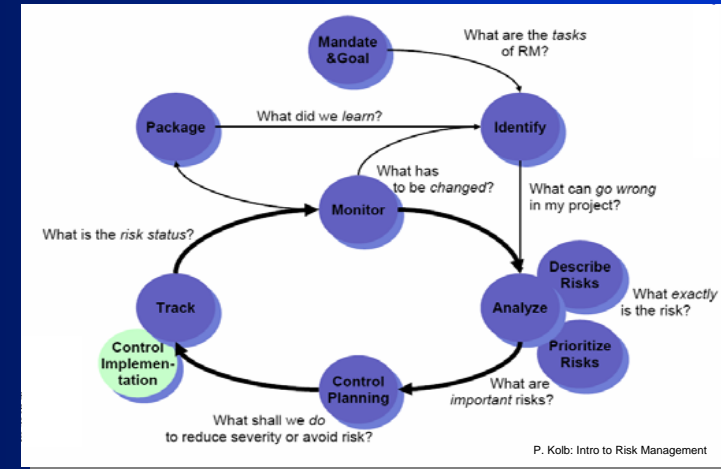 Mandate
&Goal
What are the tasks
of RM?
Package
What did we learn?
Identify
What has
to be changed?
What can go wrong
in my project?
Monitor
What is the risk status?
Describe
Risks
What exactly
is the risk?
Track
Analyze
Control
Implemen-
tation
Prioritize
Risks
Control
Planning
What are
important risks?
What shall we do
to reduce severity or avoid risk?
P. Kolb: Intro to Risk Management